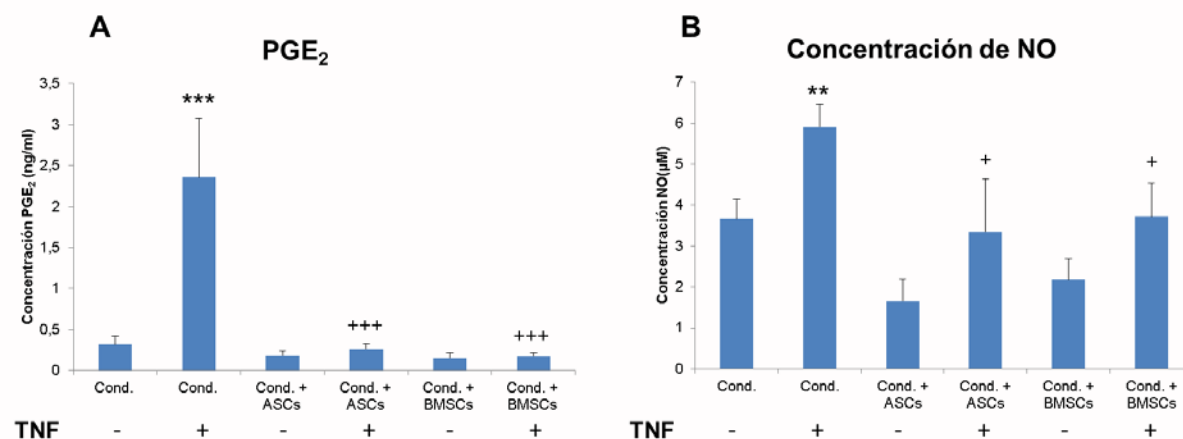 A
PGE₂
Concentración PGE₂ (ng/ml)
3,5
3
2,5
2
1,5
1
0,5
0
***
+++
+++
Cond. Cond. Cond. + ASCs Cond. + ASCs Cond. + BMSCs Cond. + BMSCs
TNF - + - + - +
B
Concentración de NO
Concentración NO(µM)
7
6
5
4
3
2
1
0
**
+
+
Cond. Cond. Cond. + ASCs Cond. + ASCs Cond. + BMSCs Cond. + BMSCs
TNF - + - + - +